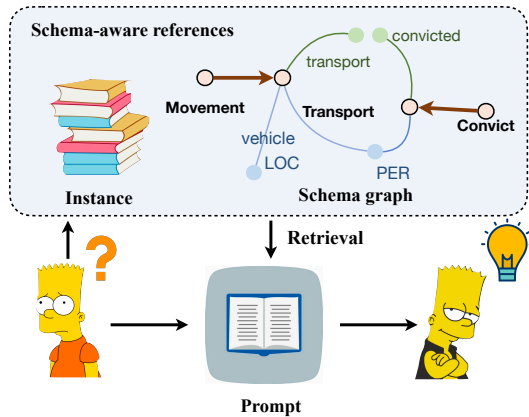 Schema-aware references
convicted
transport
Movement
Transport
Convict
vehicle
LOC
PER
Instance
Schema graph
Retrieval
?
Prompt